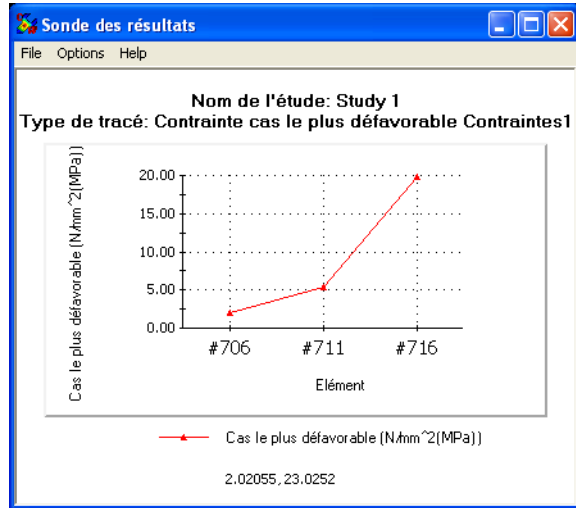 Sonde des résultats
File Options Help
Nom de l'étude: Study 1
Type de tracé: Contrainte cas le plus défavorable Contraintes1
Cas le plus défavorable (N/mm^2(MPa))
20.00
15.00
10.00
5.00
0.00
#706 #711 #716
Elément
Cas le plus défavorable (N/mm^2(MPa))
2.02055,23.0252